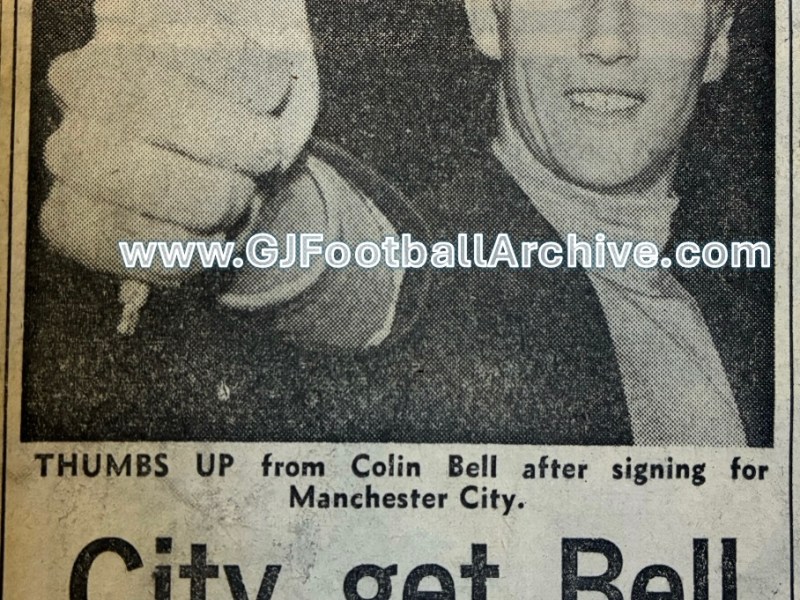 www.GJFootballArchive.com
THUMBS UP from Colin Bell after signing for
Manchester City.
City get Bell